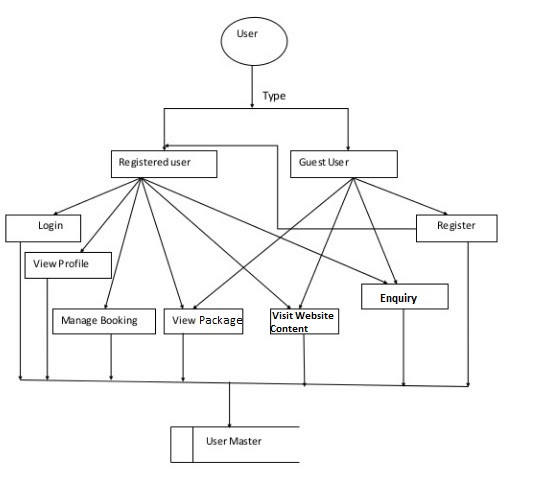 User
Type
Registered user
Guest User
Login
Register
View Profile
Enquiry
Manage Booking
View Package
Visit Website
Content
User Master